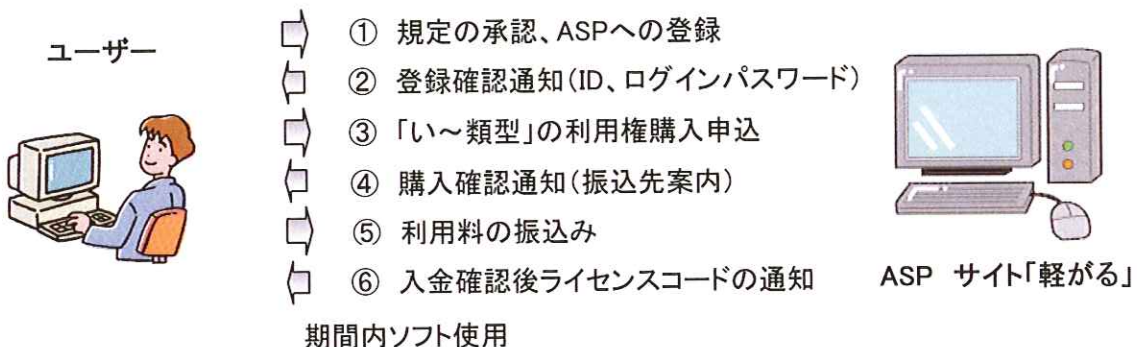 ユーザー
① 規定の承認、ASPへの登録
② 登録確認通知(ID、ログインパスワード)
③ 「い～類型」の利用権購入申込
④ 購入確認通知(振込先案内)
⑤ 利用料の振込み
⑥ 入金確認後ライセンスコードの通知
ASP サイト「軽がる」
期間内ソフト使用